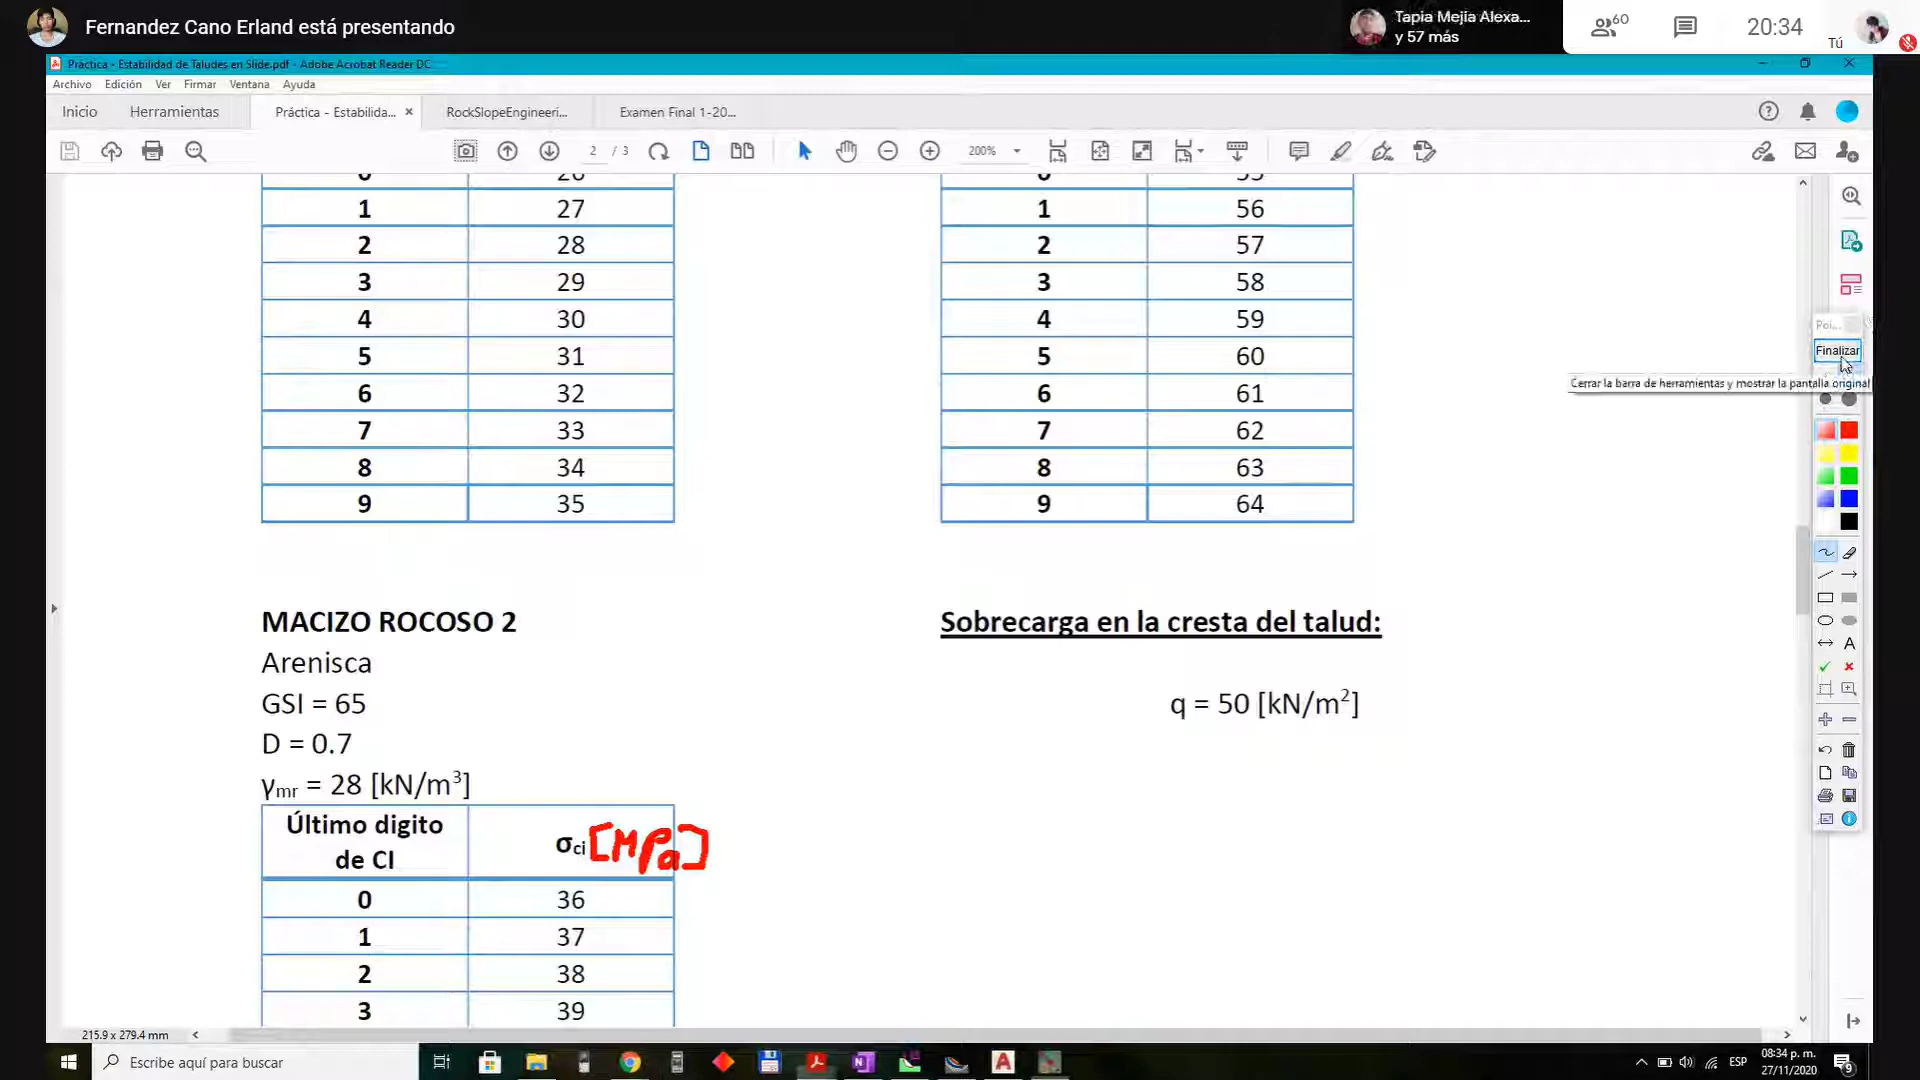 Fernandez Cano Erland está presentando
Tapia Mejia Alexa...
y 57 más
60
20:34
Tú
Práctica - Estabilidad de Taludes en Slide.pdf - Adobe Acrobat Reader DC
Archivo Edición Ver Firmar Ventana Ayuda
Inicio Herramientas Práctica - Estabilida... × RockSlopeEngineeri... Examen Final 1-20...
2 / 3 200%
1 27
2 28
3 29
4 30
5 31
6 32
7 33
8 34
9 35
1 56
2 57
3 58
4 59
5 60
6 61
7 62
8 63
9 64
Poi...
Finalizar
Cerrar la barra de herramientas y mostrar la pantalla original
MACIZO ROCOSO 2
Arenisca
GSI = 65
D = 0.7
γmr = 28 [kN/m³]
Sobrecarga en la cresta del talud:
q = 50 [kN/m²]
Último digito
de CI
σci [MPa]
0 36
1 37
2 38
3 39
A
215.9 x 279.4 mm
Escribe aquí para buscar
ESP
08:34 p. m.
27/11/2020